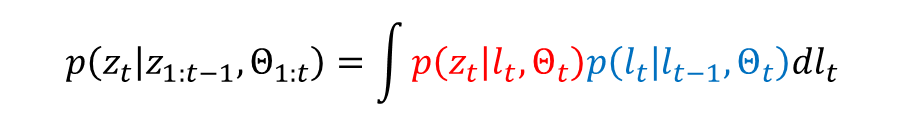 p(z_t|z_{1:t−1}, Θ_{1:t}) = ∫ p(z_t|l_t, Θ_t)p(l_t|l_{t−1}, Θ_t)dl_t